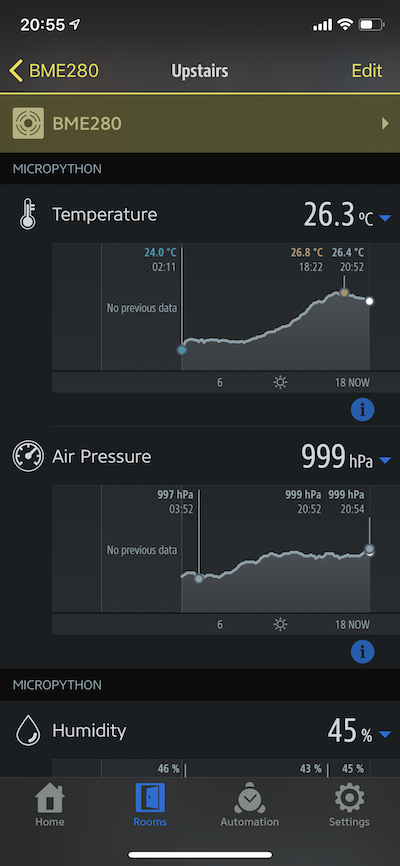 20:55
BME280 Upstairs Edit
BME280
MICROPYTHON
Temperature 26.3 °C
24.0 °C 26.8 °C 26.4 °C
02:11 18:22 20:52
No previous data
6 18 NOW
i
Air Pressure 999 hPa
997 hPa 999 hPa 999 hPa
03:52 20:52 20:54
No previous data
6 18 NOW
i
MICROPYTHON
Humidity 45 %
46 % 43 % 45 %
Home Rooms Automation Settings